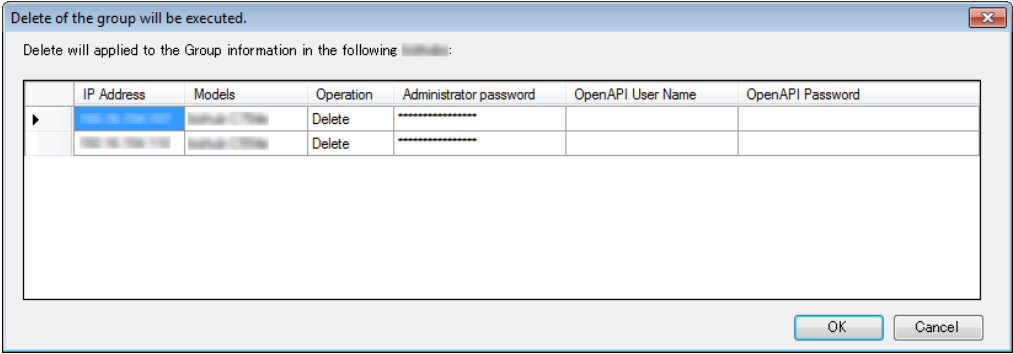 Delete of the group will be executed.
Delete will applied to the Group information in the following :
IP Address Models Operation Administrator password OpenAPI User Name OpenAPI Password
Delete ****************
Delete ****************
OK Cancel